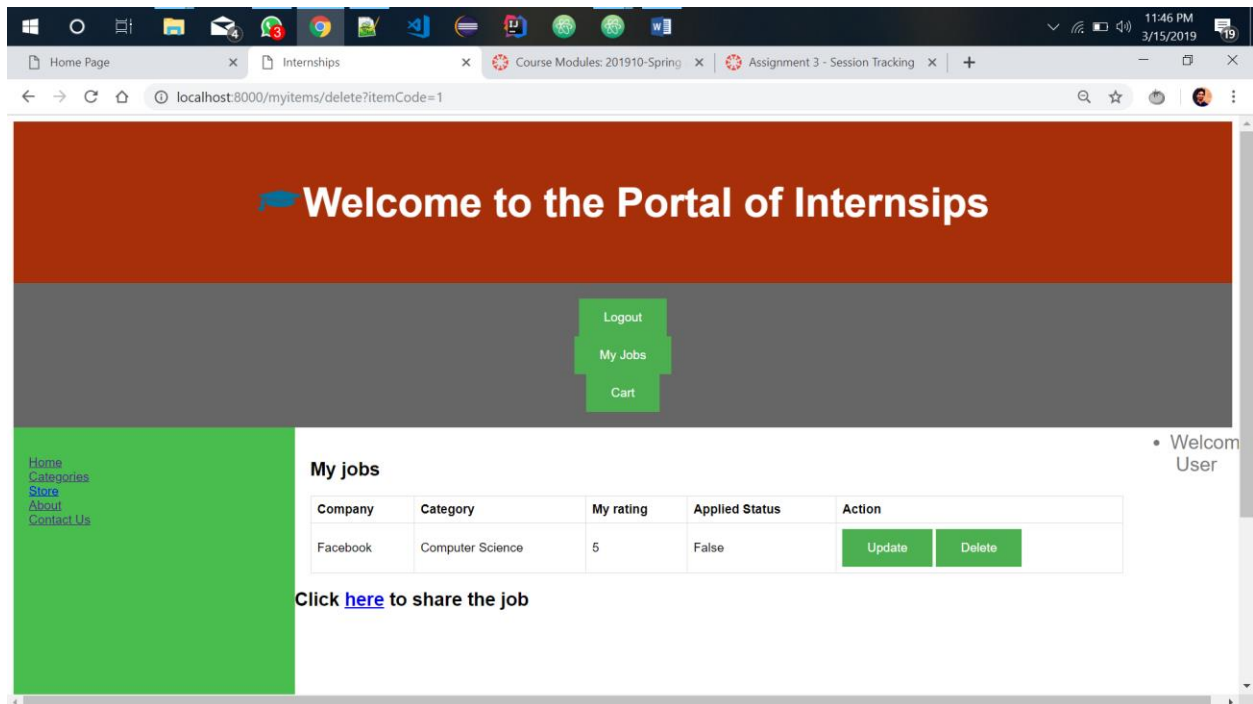 4
3
11:46 PM
3/15/2019
19
Home Page
Internships
Course Modules: 201910-Spring
Assignment 3 - Session Tracking
localhost:8000/myitems/delete?itemCode=1
Welcome to the Portal of Internsips
Logout
My Jobs
Cart
Home
Categories
Store
About
Contact Us
• Welcom
User
My jobs
Company Category My rating Applied Status Action
Facebook Computer Science 5 False Update Delete
Click here to share the job